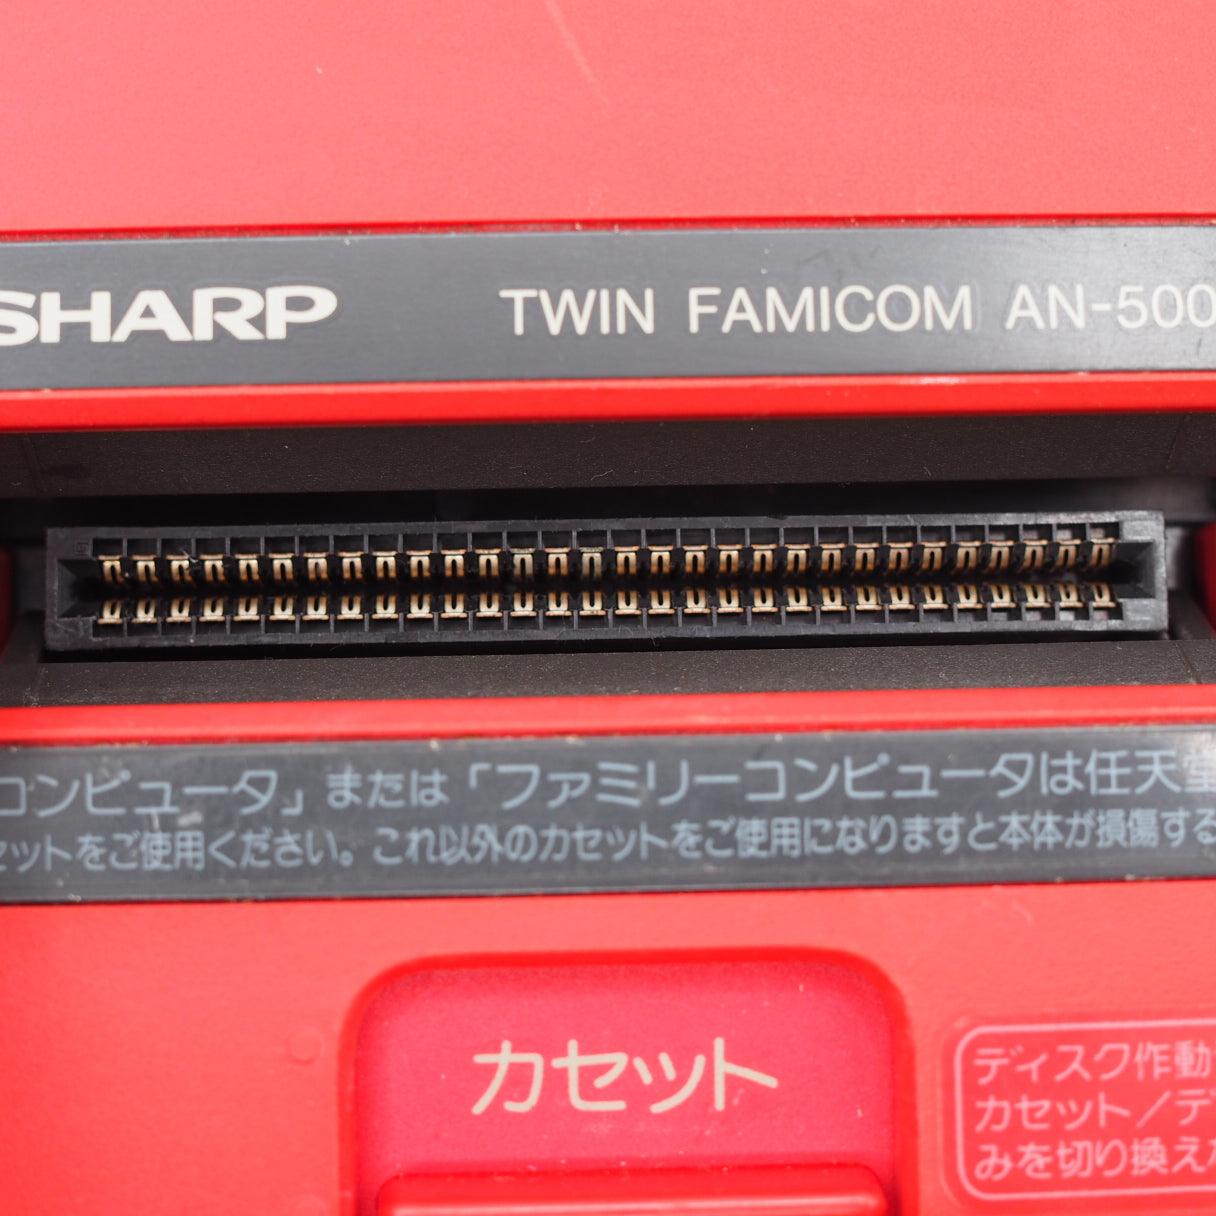 SHARP
TWIN FAMICOM AN-500
コンピュータ」または「ファミリーコンピュータは任天堂
セットをご使用ください。これ以外のカセットをご使用になりますと本体が損傷する
カセット
ディスク作動
カセット／デ
みを切り換え